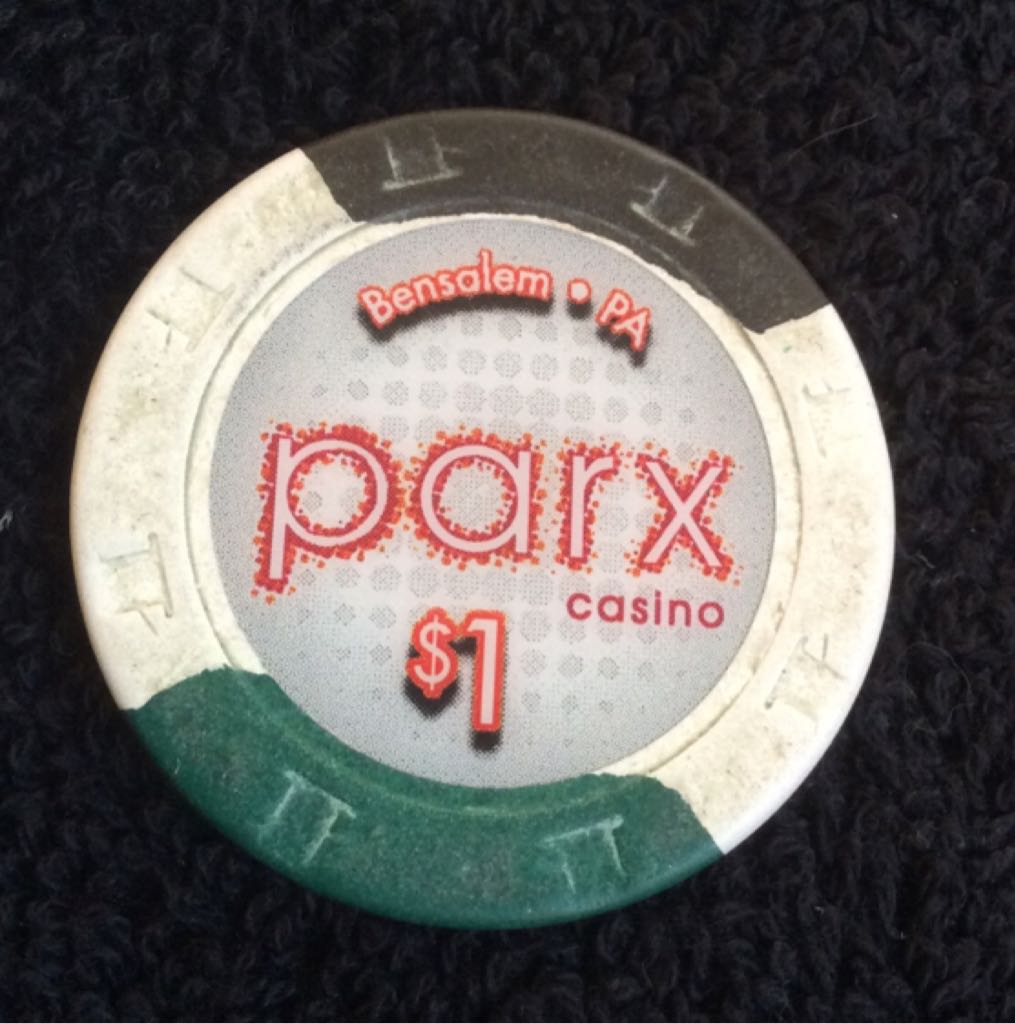 Bensalem • PA
parx
casino
$1